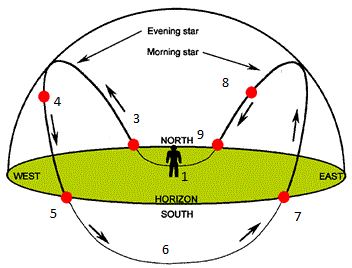 Evening star
Morning star
8
4
3
9
NORTH
1
WEST
EAST
HORIZON
5
SOUTH
7
6